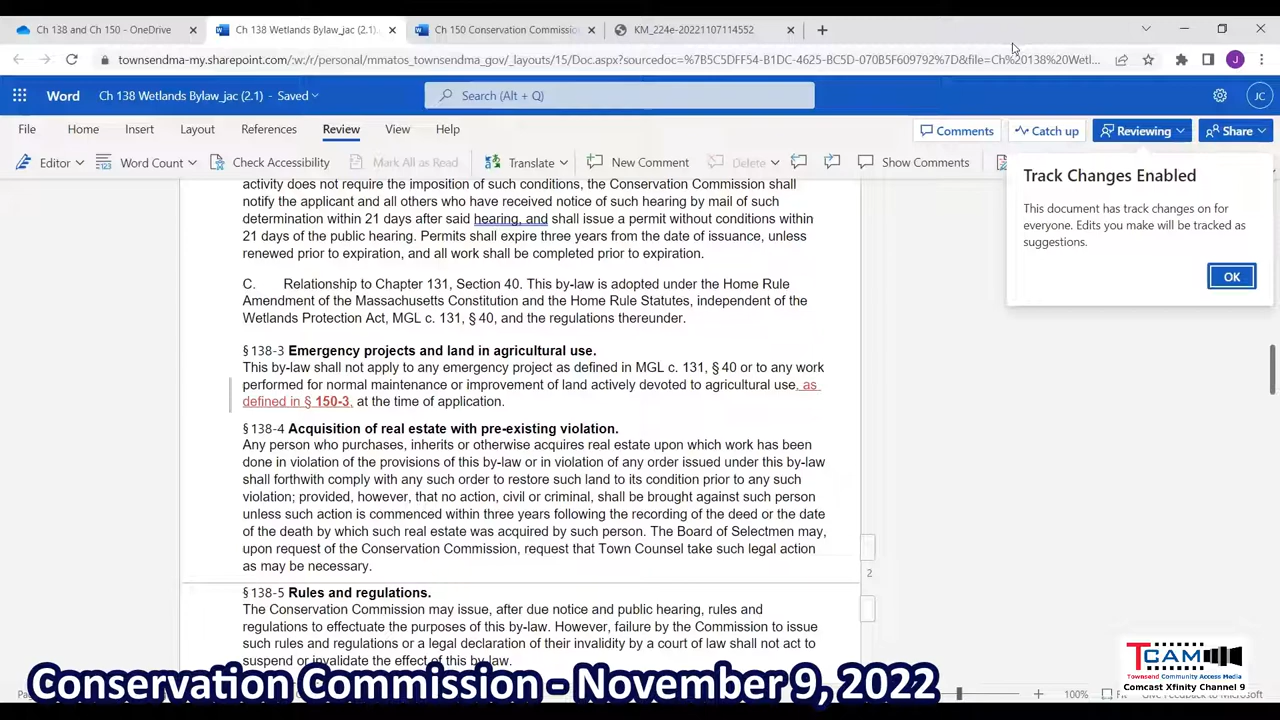 Ch 138 and Ch 150 - OneDrive
Ch 138 Wetlands Bylaw_jac (2.1).
Ch 150 Conservation Commissio
KM_224e-20221107114552
townsendma-my.sharepoint.com/:w:/r/personal/mmatos_townsendma_gov/_layouts/15/Doc.aspx?sourcedoc=%7B5C5DFF54-B1DC-4625-BC5D-070B5F609792%7D&file=Ch%20138%20Wetl...
J
Word
Ch 138 Wetlands Bylaw_jac (2.1) - Saved
Search (Alt + Q)
JC
File Home Insert Layout References Review View Help
Comments Catch up Reviewing Share
Editor Word Count Check Accessibility Mark All as Read Translate New Comment Delete Show Comments
Track Changes Enabled
This document has track changes on for
everyone. Edits you make will be tracked as
suggestions.
OK
activity does not require the imposition of such conditions, the Conservation Commission shall
notify the applicant and all others who have received notice of such hearing by mail of such
determination within 21 days after said hearing, and shall issue a permit without conditions within
21 days of the public hearing. Permits shall expire three years from the date of issuance, unless
renewed prior to expiration, and all work shall be completed prior to expiration.
C. Relationship to Chapter 131, Section 40. This by-law is adopted under the Home Rule
Amendment of the Massachusetts Constitution and the Home Rule Statutes, independent of the
Wetlands Protection Act, MGL c. 131, § 40, and the regulations thereunder.
§ 138-3 Emergency projects and land in agricultural use.
This by-law shall not apply to any emergency project as defined in MGL c. 131, § 40 or to any work
performed for normal maintenance or improvement of land actively devoted to agricultural use, as
defined in § 150-3, at the time of application.
§ 138-4 Acquisition of real estate with pre-existing violation.
Any person who purchases, inherits or otherwise acquires real estate upon which work has been
done in violation of the provisions of this by-law or in violation of any order issued under this by-law
shall forthwith comply with any such order to restore such land to its condition prior to any such
violation; provided, however, that no action, civil or criminal, shall be brought against such person
unless such action is commenced within three years following the recording of the deed or the date
of the death by which such real estate was acquired by such person. The Board of Selectmen may,
upon request of the Conservation Commission, request that Town Counsel take such legal action
as may be necessary.
2
§ 138-5 Rules and regulations.
The Conservation Commission may issue, after due notice and public hearing, rules and
regulations to effectuate the purposes of this by-law. However, failure by the Commission to issue
such rules and regulations or a legal declaration of their invalidity by a court of law shall not act to
suspend or invalidate the effect of this by-law.
Conservation Commission - November 9, 2022
100% Fit Give Feedback to Microsoft
TCAM
Townsend Community Access Media
Comcast Xfinity Channel 9